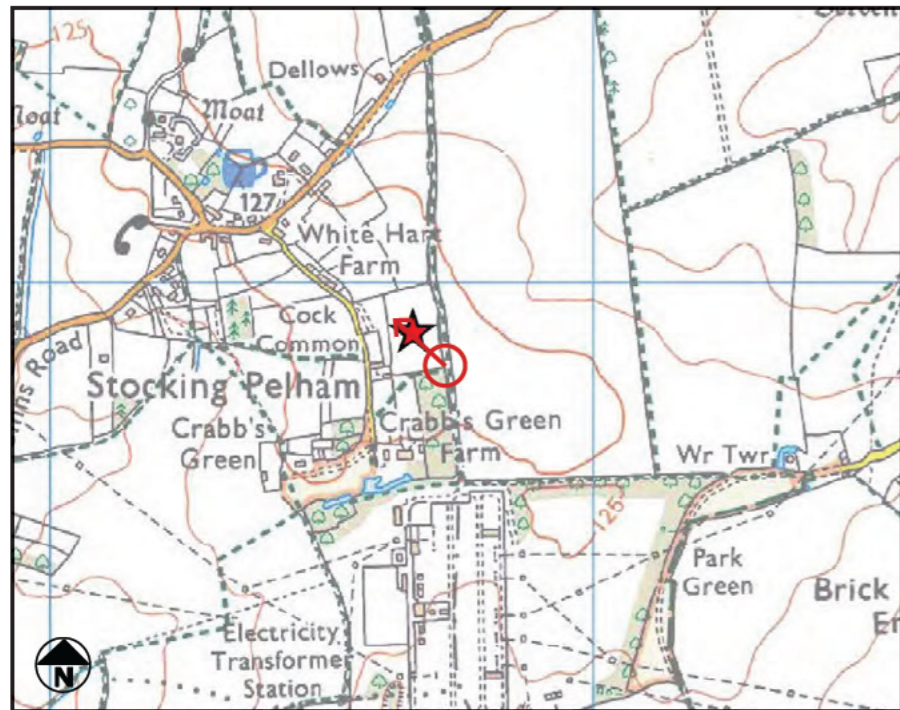 125
Dellows
Moat
127
White Hart
Farm
Cock
Common
Stocking Pelham
Crabb's
Green
Crabb's Green
Farm
Wr Twr
125
Park
Green
Brick
Electricity
Transformer
Station
Road
N